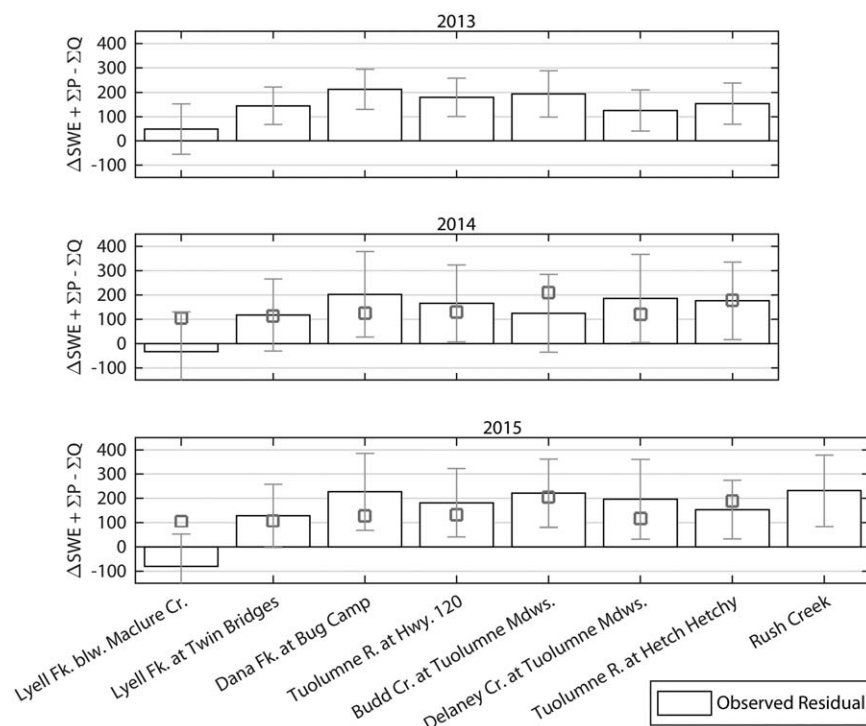 2013
ΔSWE + ΣP - ΣQ
400
300
200
100
0
-100
2014
ΔSWE + ΣP - ΣQ
400
300
200
100
0
-100
2015
ΔSWE + ΣP - ΣQ
400
300
200
100
0
-100
Lyell Fk. blw. Maclure Cr.
Lyell Fk. at Twin Bridges
Dana Fk. at Bug Camp
Tuolumne R. at Hwy. 120
Budd Cr. at Tuolumne Mdws.
Delaney Cr. at Tuolumne Mdws.
Tuolumne R. at Hetch Hetchy
Rush Creek
Observed Residual